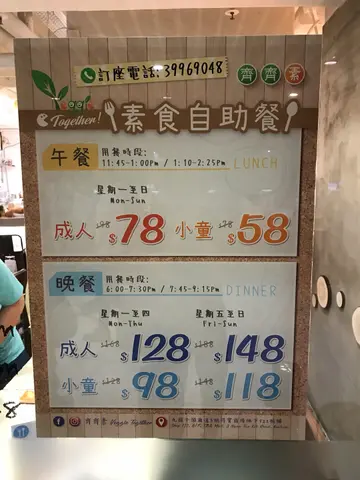 訂座電話:39969048
齊齊素
Together!
素食自助餐
午餐 用餐時段:
11:45-1:00pm / 1:10-2:25pm LUNCH
星期一至日
Mon-Sun
成人 $78 小童 $58
晚餐 用餐時段:
6:00-7:30pm / 7:45-9:15pm DINNER
星期一至四 星期五至日
Mon-Thu Fri-Sun
成人 $128 $148
小童 $98 $118
齊齊素 Veggie Together